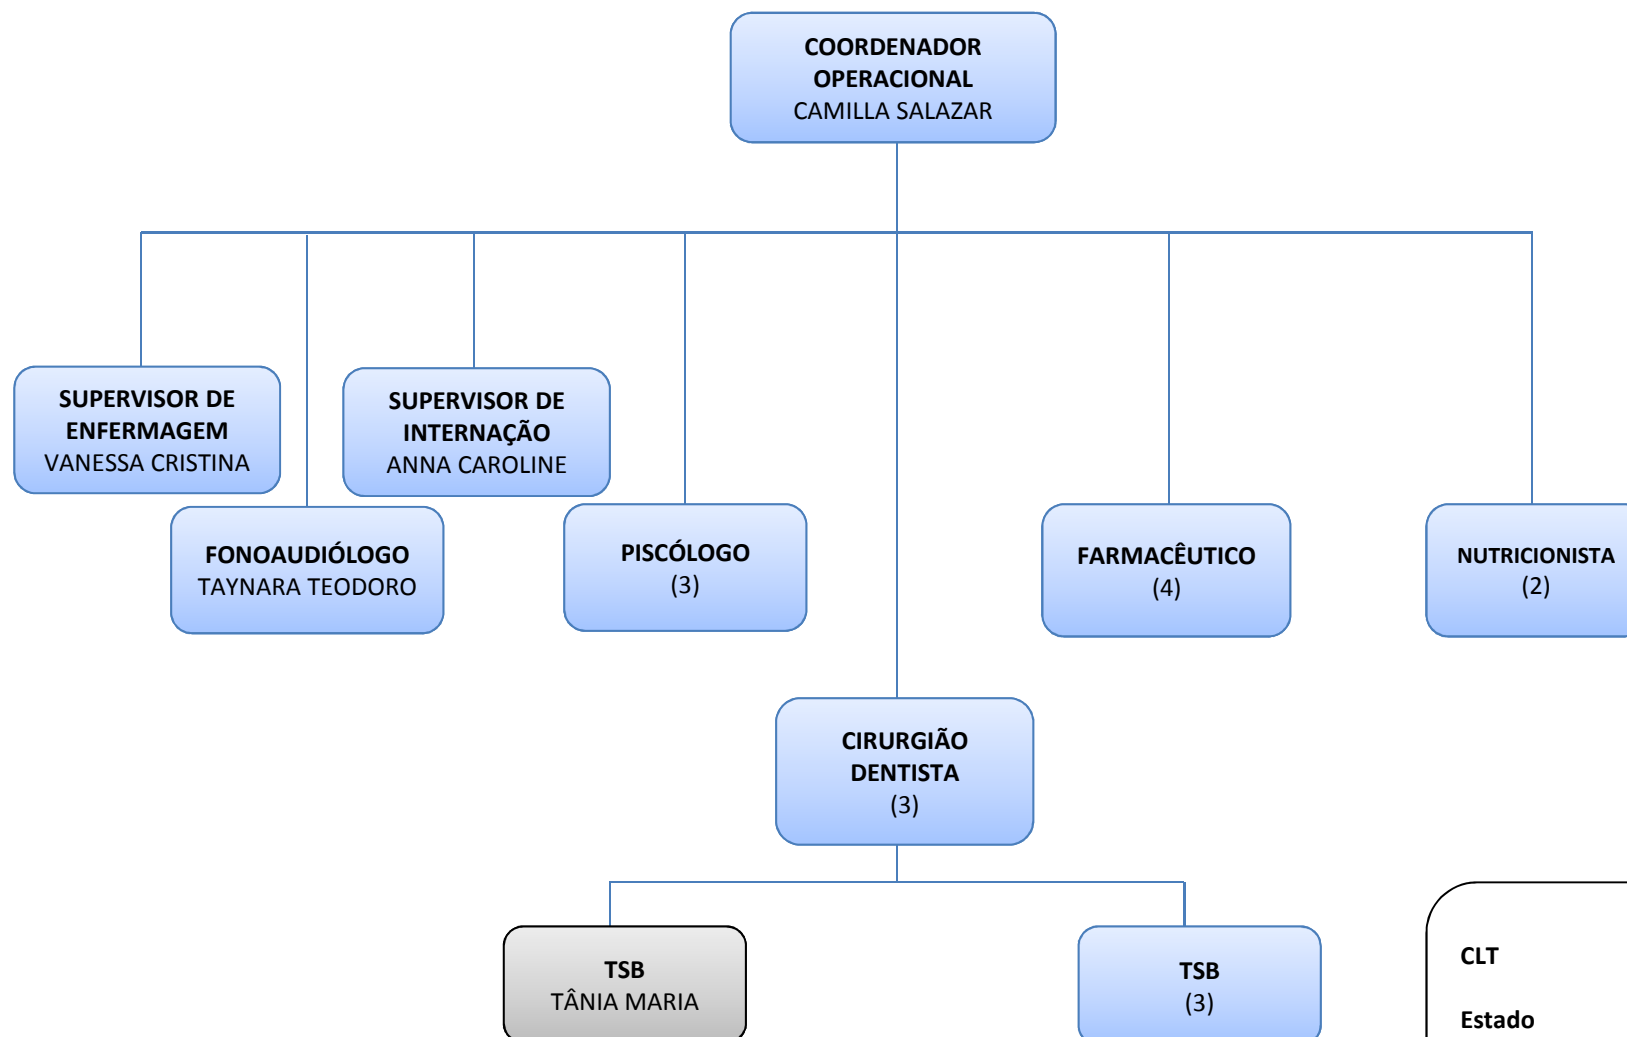 COORDENADOR
OPERACIONAL
CAMILLA SALAZAR
SUPERVISOR DE
ENFERMAGEM
VANESSA CRISTINA
SUPERVISOR DE
INTERNAÇÃO
ANNA CAROLINE
FONOAUDIÓLOGO
TAYNARA TEODORO
PISCÓLOGO
(3)
FARMACÊUTICO
(4)
NUTRICIONISTA
(2)
CIRURGIÃO
DENTISTA
(3)
TSB
TÂNIA MARIA
TSB
(3)
CLT
Estado